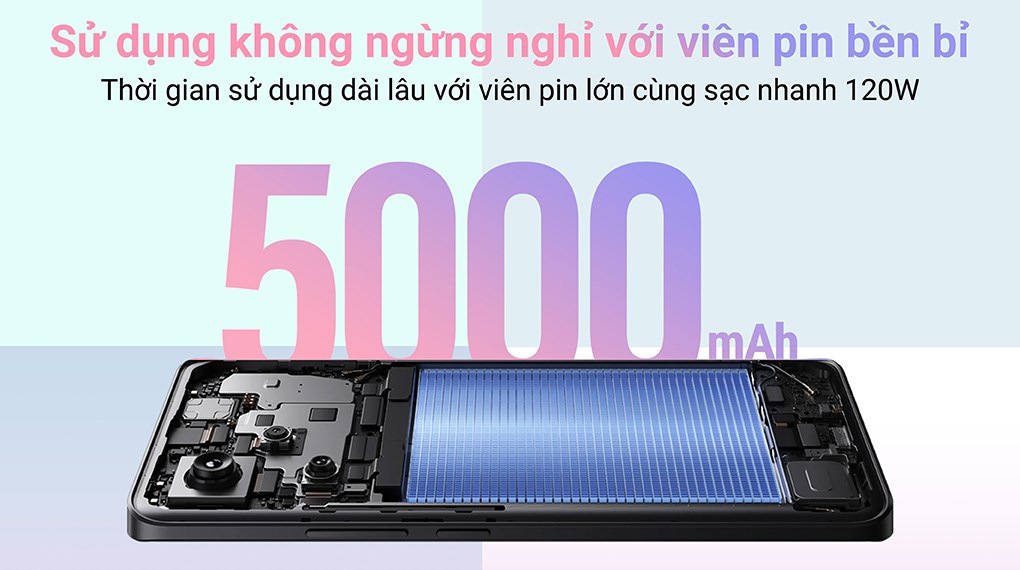 Sử dụng không ngừng nghỉ với viên pin bền bỉ
Thời gian sử dụng dài lâu với viên pin lớn cùng sạc nhanh 120W
5000mAh